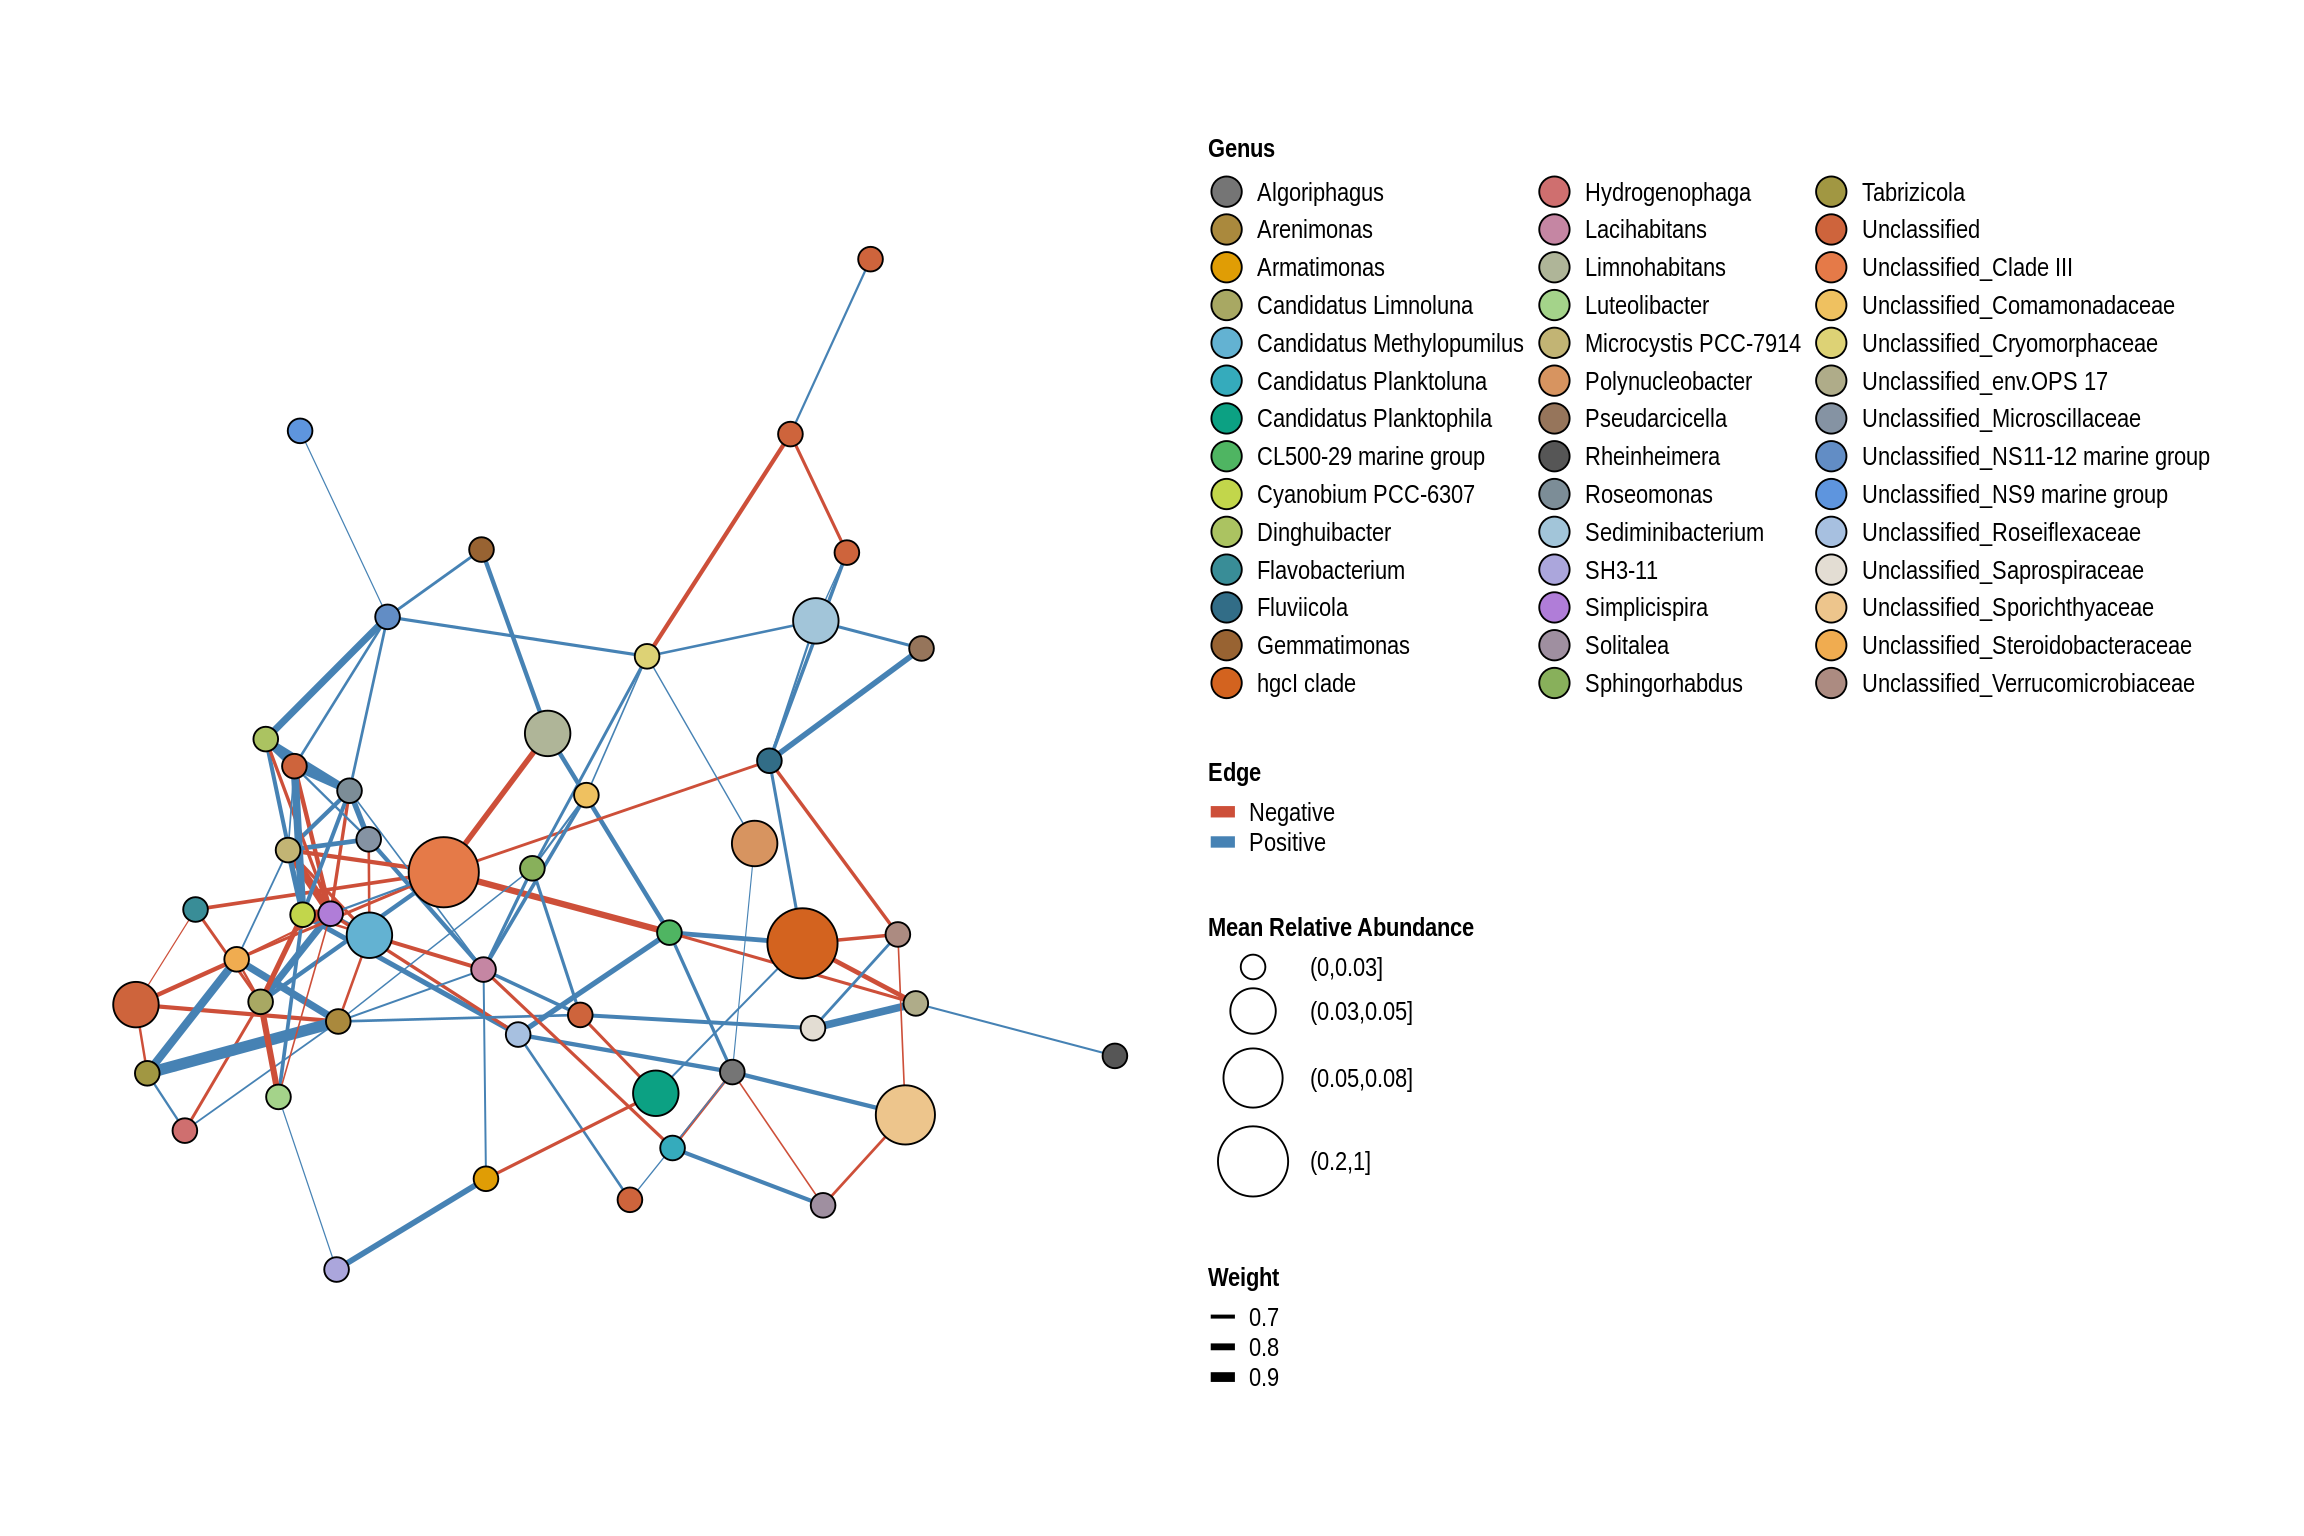 Genus
Algoriphagus
Arenimonas
Armatimonas
Candidatus Limnoluna
Candidatus Methylopumilus
Candidatus Planktoluna
Candidatus Planktophila
CL500-29 marine group
Cyanobium PCC-6307
Dinghuibacter
Flavobacterium
Fluviicola
Gemmatimonas
hgcI clade
Hydrogenophaga
Lacihabitans
Limnohabitans
Luteolibacter
Microcystis PCC-7914
Polynucleobacter
Pseudarcicella
Rheinheimera
Roseomonas
Sediminibacterium
SH3-11
Simplicispira
Solitalea
Sphingorhabdus
Tabrizicola
Unclassified
Unclassified_Clade III
Unclassified_Comamonadaceae
Unclassified_Cryomorphaceae
Unclassified_env.OPS 17
Unclassified_Microscillaceae
Unclassified_NS11-12 marine group
Unclassified_NS9 marine group
Unclassified_Roseiflexaceae
Unclassified_Saprospiraceae
Unclassified_Sporichthyaceae
Unclassified_Steroidobacteraceae
Unclassified_Verrucomicrobiaceae
Edge
Negative
Positive
Mean Relative Abundance
(0,0.03]
(0.03,0.05]
(0.05,0.08]
(0.2,1]
Weight
0.7
0.8
0.9